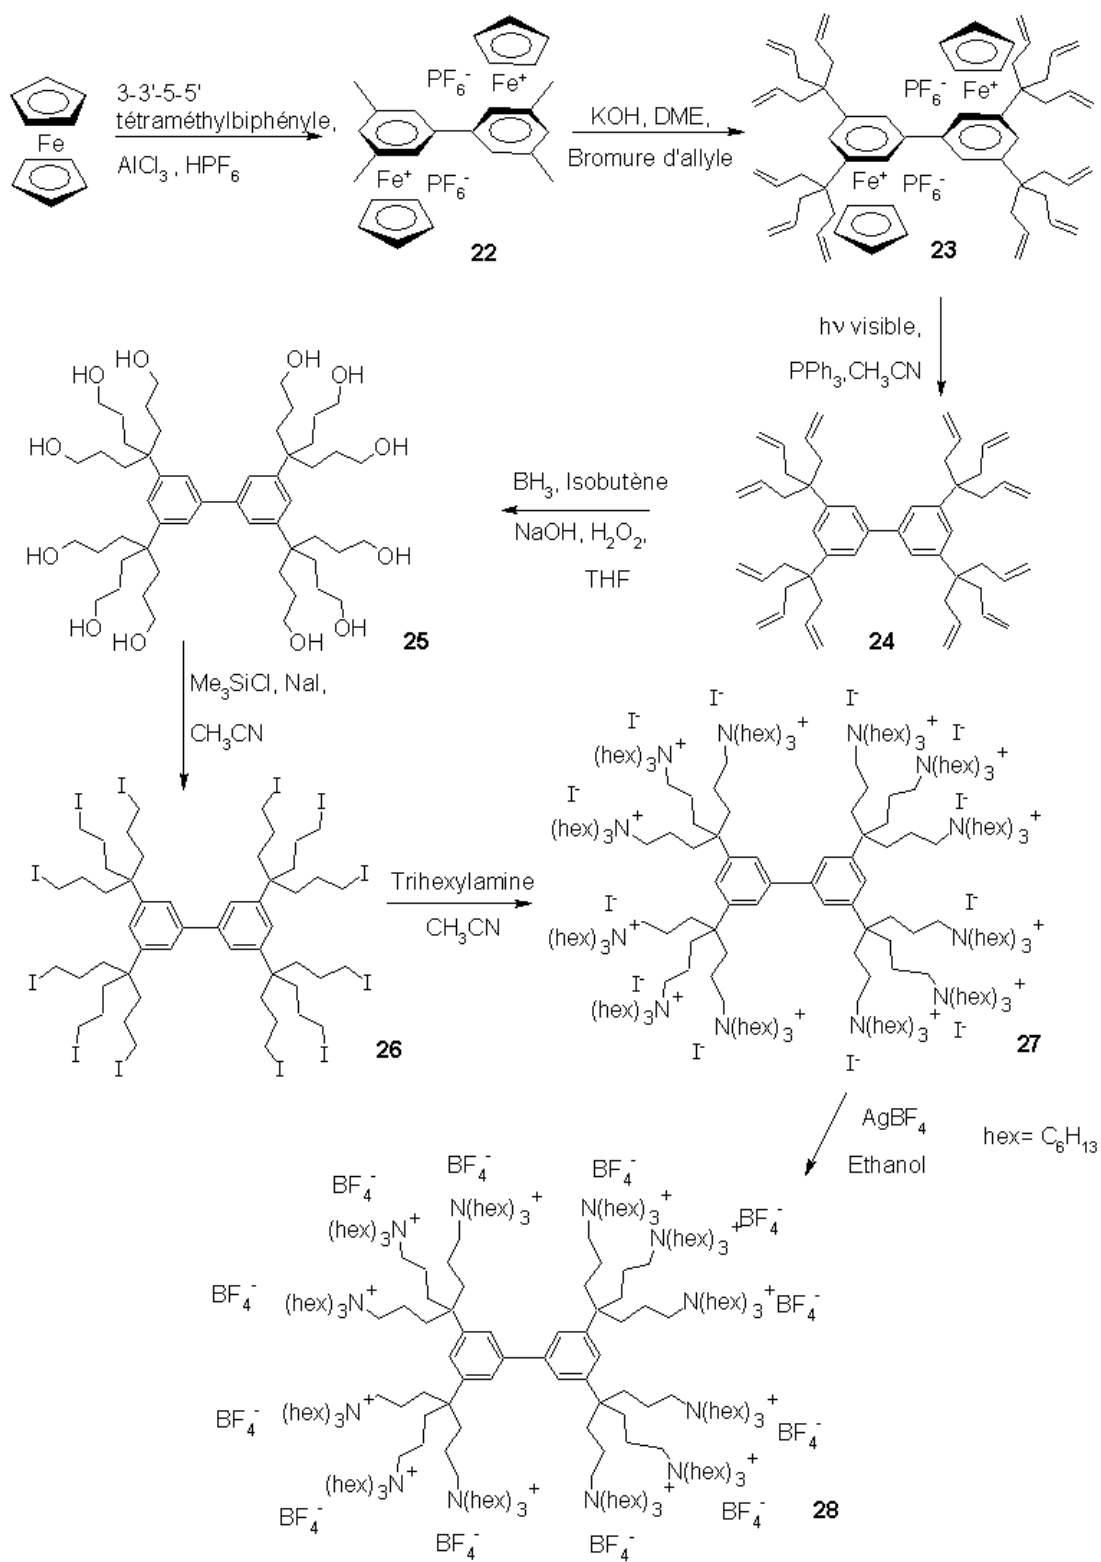 Fe
3-3'-5-5'
tétraméthylbiphényle,
AlCl3 , HPF6
PF6-
Fe+
Fe+ PF6-
22
KOH, DME,
Bromure d'allyle
PF6- Fe+
Fe+ PF6-
23
hν visible,
PPh3,CH3CN
24
BH3, Isobutène
NaOH, H2O2,
THF
HO OH
HO OH
HO OH
HO OH
HO OH
HO OH
25
Me3SiCl, NaI,
CH3CN
I I I I
I I
I I
I I I I
26
Trihexylamine
CH3CN
I- I- I- I-
(hex)3N+ N(hex)3+ N(hex)3+ N(hex)3+
I- I-
(hex)3N+ N(hex)3+
I- I-
(hex)3N+ N(hex)3+
I-
(hex)3N+ N(hex)3+ N(hex)3+ N(hex)3+
I- I- I-
27
AgBF4
Ethanol
hex= C6H13
BF4- BF4- BF4- BF4-
(hex)3N+ N(hex)3+ N(hex)3+ N(hex)3+
BF4- (hex)3N+ N(hex)3+ BF4-
BF4- (hex)3N+ N(hex)3+ BF4-
(hex)3N+ N(hex)3+ N(hex)3+ N(hex)3+
BF4- BF4- BF4- BF4-
28